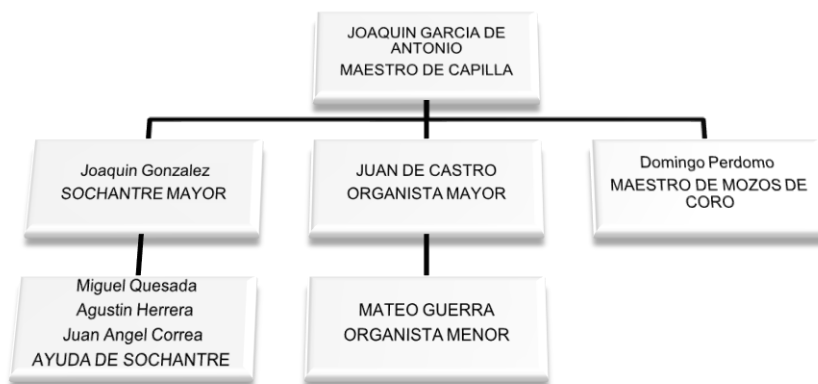 JOAQUIN GARCIA DE
ANTONIO
MAESTRO DE CAPILLA
Joaquin Gonzalez
SOCHANTRE MAYOR
JUAN DE CASTRO
ORGANISTA MAYOR
Domingo Perdomo
MAESTRO DE MOZOS DE
CORO
Miguel Quesada
Agustin Herrera
Juan Angel Correa
AYUDA DE SOCHANTRE
MATEO GUERRA
ORGANISTA MENOR